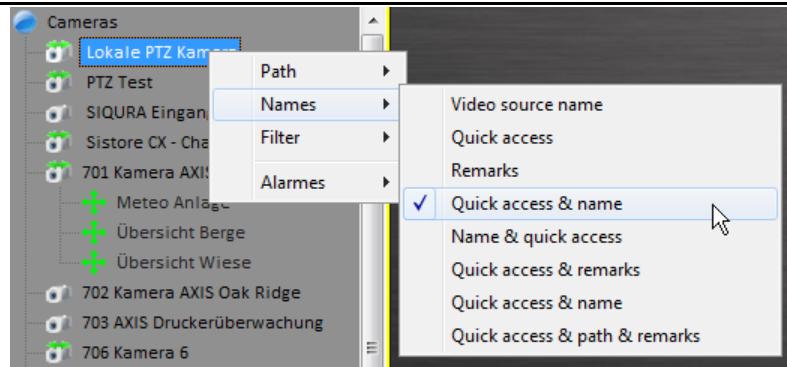 Cameras
Lokale PTZ Kamera
PTZ Test
SIQURA Eingan
Sistore CX - Cha
701 Kamera AXIS
Meteo Anlage
Übersicht Berge
Übersicht Wiese
702 Kamera AXIS Oak Ridge
703 AXIS Druckerüberwachung
706 Kamera 6
Path
Names
Filter
Alarmes
Video source name
Quick access
Remarks
Quick access & name
Name & quick access
Quick access & remarks
Quick access & name
Quick access & path & remarks